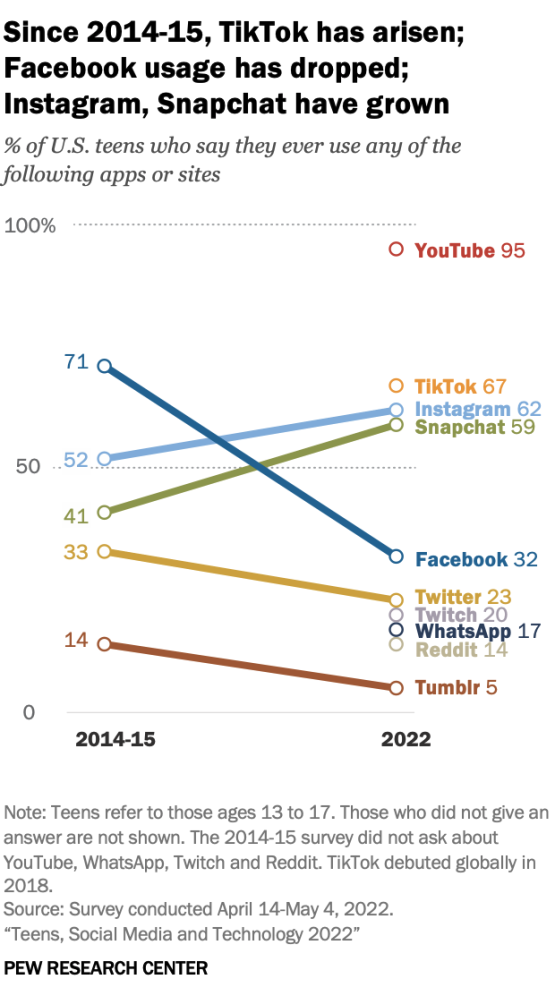 Since 2014-15, TikTok has arisen;
Facebook usage has dropped;
Instagram, Snapchat have grown
% of U.S. teens who say they ever use any of the
following apps or sites
100%
YouTube 95
71
TikTok 67
Instagram 62
Snapchat 59
52
50
41
33
Facebook 32
Twitter 23
Twitch 20
WhatsApp 17
Reddit 14
14
Tumblr 5
0
2014-15 2022
Note: Teens refer to those ages 13 to 17. Those who did not give an
answer are not shown. The 2014-15 survey did not ask about
YouTube, WhatsApp, Twitch and Reddit. TikTok debuted globally in
2018.
Source: Survey conducted April 14-May 4, 2022.
“Teens, Social Media and Technology 2022”
PEW RESEARCH CENTER